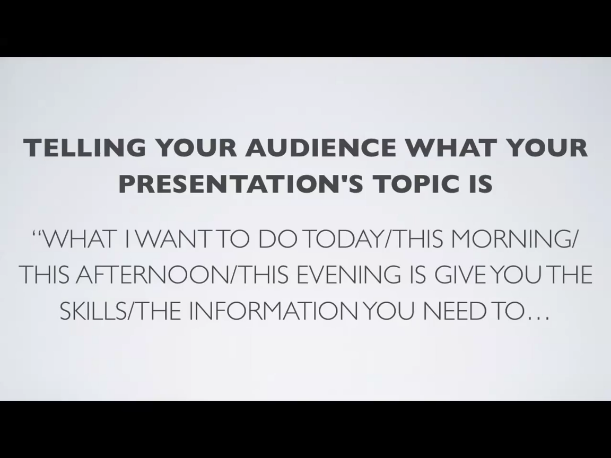 TELLING YOUR AUDIENCE WHAT YOUR
PRESENTATION'S TOPIC IS
“WHAT I WANT TO DO TODAY/THIS MORNING/
THIS AFTERNOON/THIS EVENING IS GIVE YOU THE
SKILLS/THE INFORMATION YOU NEED TO…